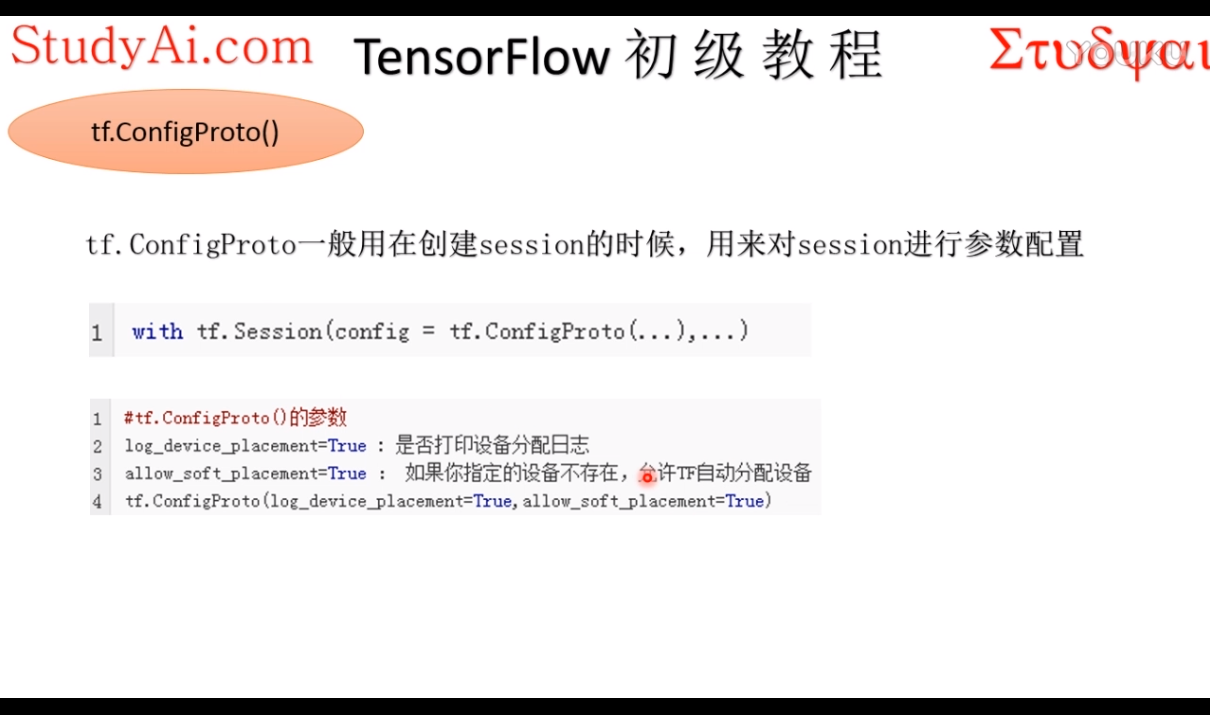 StudyAi.com
TensorFlow 初 级 教 程
Στυδψαι
tf.ConfigProto()
tf.ConfigProto一般用在创建session的时候，用来对session进行参数配置
1 with tf.Session(config = tf.ConfigProto(...),...)
1 #tf.ConfigProto()的参数
2 log_device_placement=True : 是否打印设备分配日志
3 allow_soft_placement=True : 如果你指定的设备不存在，允许TF自动分配设备
4 tf.ConfigProto(log_device_placement=True,allow_soft_placement=True)